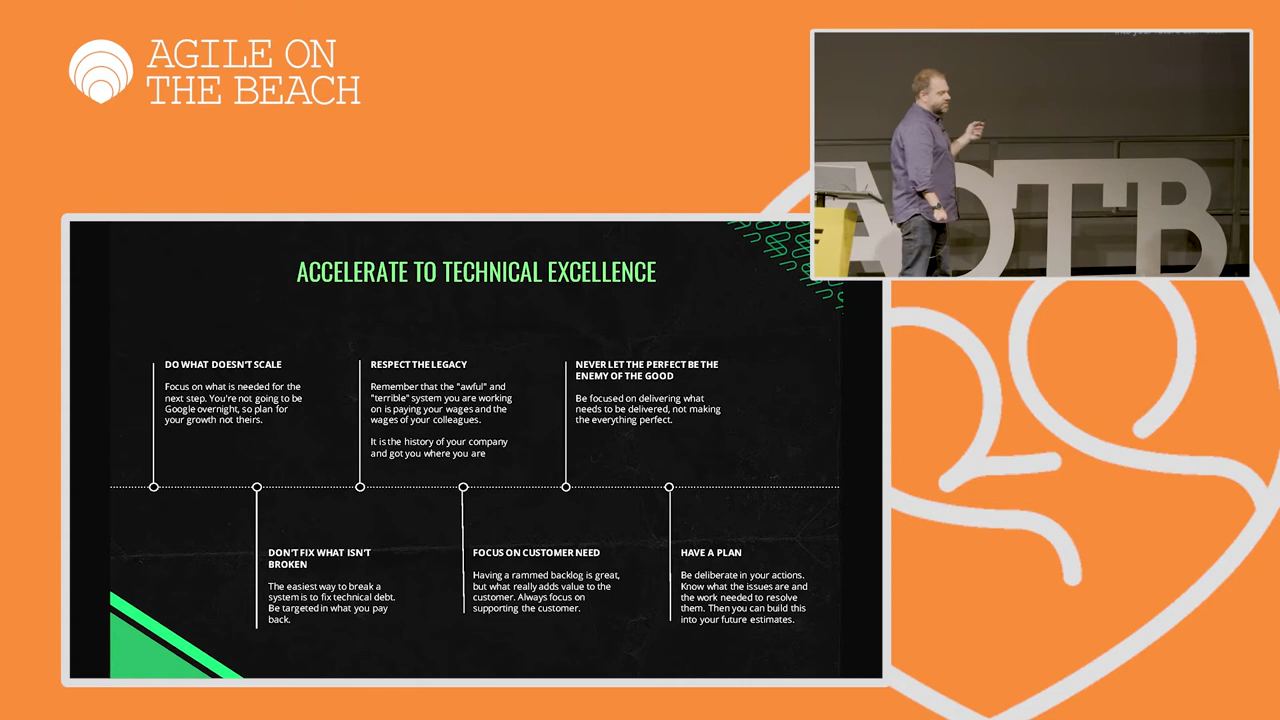 AGILE ON
THE BEACH
ACCELERATE TO TECHNICAL EXCELLENCE
DO WHAT DOESN'T SCALE
Focus on what is needed for the
next step. You're not going to be
Google overnight, so plan for
your growth not theirs.
RESPECT THE LEGACY
Remember that the "awful" and
"terrible" system you are working
on is paying your wages and the
wages of your colleagues.
It is the history of your company
and got you where you are
NEVER LET THE PERFECT BE THE
ENEMY OF THE GOOD
Be focused on delivering what
needs to be delivered, not making
the everything perfect.
DON'T FIX WHAT ISN'T
BROKEN
The easiest way to break a
system is to fix technical debt.
Be targeted in what you pay
back.
FOCUS ON CUSTOMER NEED
Having a rammed backlog is great,
but what really adds value to the
customer. Always focus on
supporting the customer.
HAVE A PLAN
Be deliberate in your actions.
Know what the issues are and
the work needed to resolve
them. Then you can build this
into your future estimates.
AOTB